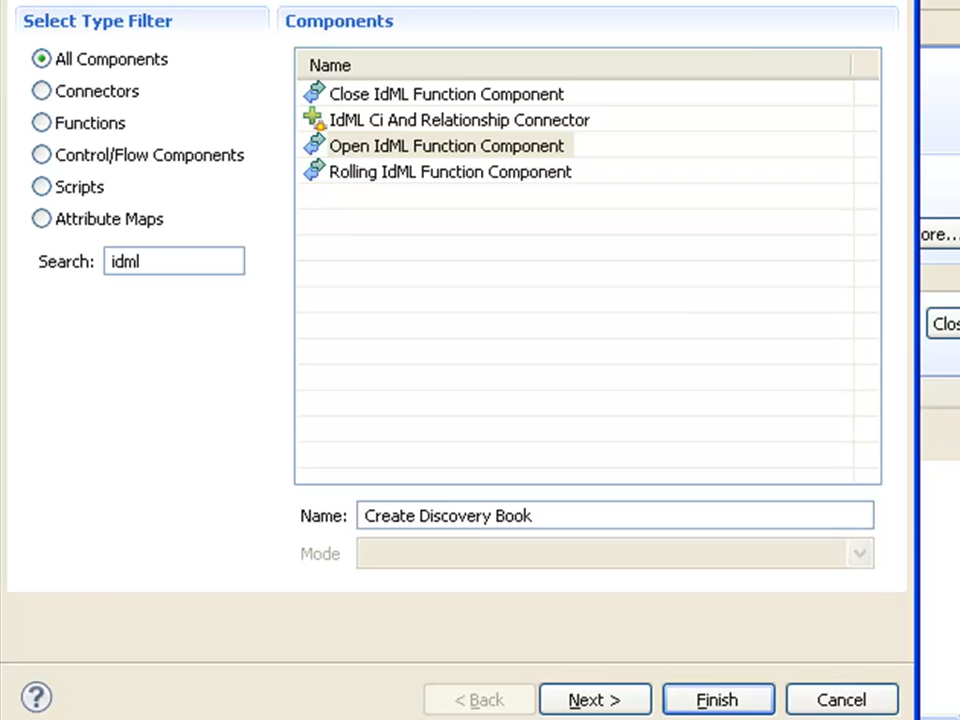 Select Type Filter
Components
All Components
Connectors
Functions
Control/Flow Components
Scripts
Attribute Maps
Search: idml
Name
Close IdML Function Component
IdML Ci And Relationship Connector
Open IdML Function Component
Rolling IdML Function Component
Name: Create Discovery Book
Mode
ore...
Clos
< Back
Next >
Finish
Cancel